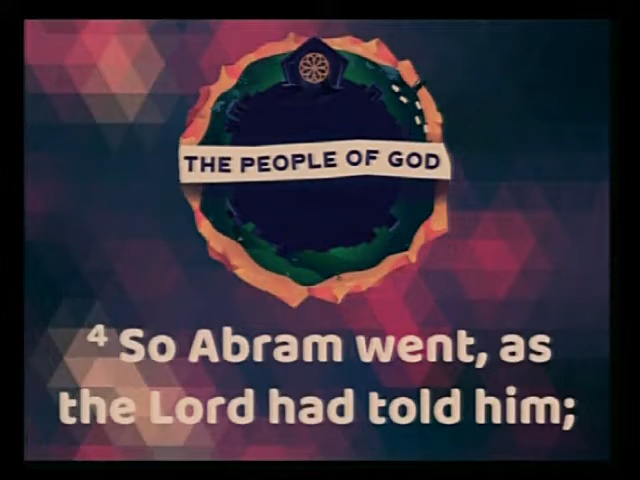 THE PEOPLE OF GOD
4 So Abram went, as
the Lord had told him;